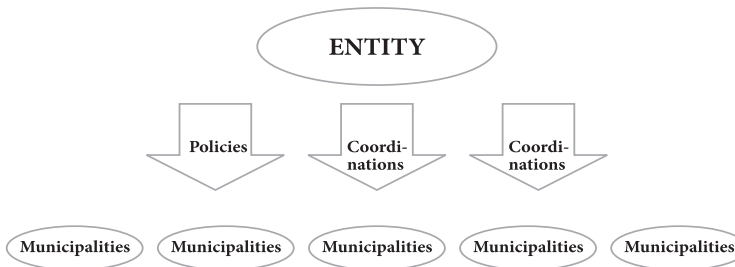 ENTITY
Policies
Coordi-
nations
Coordi-
nations
Municipalities
Municipalities
Municipalities
Municipalities
Municipalities